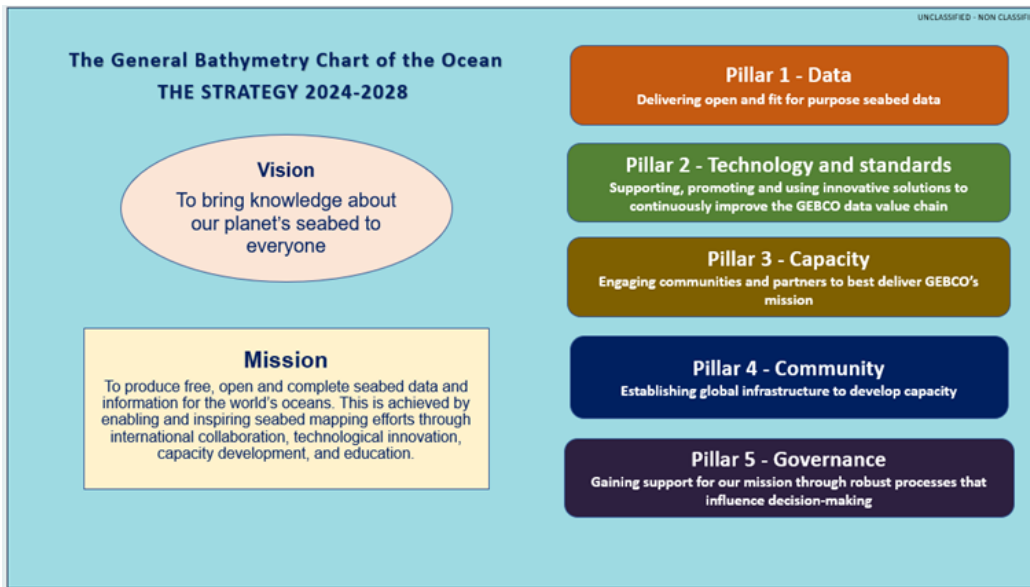 UNCLASSIFIED - NON CLASSIFI
The General Bathymetry Chart of the Ocean
THE STRATEGY 2024-2028
Vision
To bring knowledge about
our planet's seabed to
everyone
Mission
To produce free, open and complete seabed data and
information for the world's oceans. This is achieved by
enabling and inspiring seabed mapping efforts through
international collaboration, technological innovation,
capacity development, and education.
Pillar 1 - Data
Delivering open and fit for purpose seabed data
Pillar 2 - Technology and standards
Supporting, promoting and using innovative solutions to
continuously improve the GEBCO data value chain
Pillar 3 - Capacity
Engaging communities and partners to best deliver GEBCO's
mission
Pillar 4 - Community
Establishing global infrastructure to develop capacity
Pillar 5 - Governance
Gaining support for our mission through robust processes that
influence decision-making